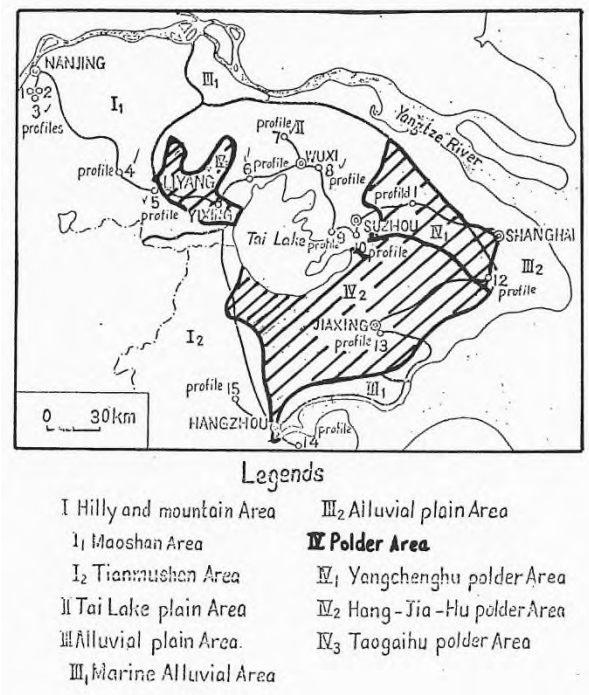 NANJING
III₁
1 2
3
profiles
I₁
profile 4
5
profile
LIYANG
IV₃
YIXING
profile
6
profile
7
II
WUXI
8
profile
Yangtze River
Tai Lake
profile
9
SUZHOU
10 profile
profil 1
IV₁
SHANGHAI
III₂
12
profile
IV₂
JIAXING
profile 13
I₂
III₁
profile 15
HANGZHOU
profile
14
0 30km
Legends
I Hilly and mountain Area
I₁ Maoshan Area
I₂ Tianmushan Area
II Tai Lake plain Area
III Alluvial plain Area.
III₁ Marine Alluvial Area
III₂ Alluvial plain Area
IV Polder Area
IV₁ Yangchenghu polder Area
IV₂ Hang-Jia-Hu polder Area
IV₃ Taogaihu polder Area